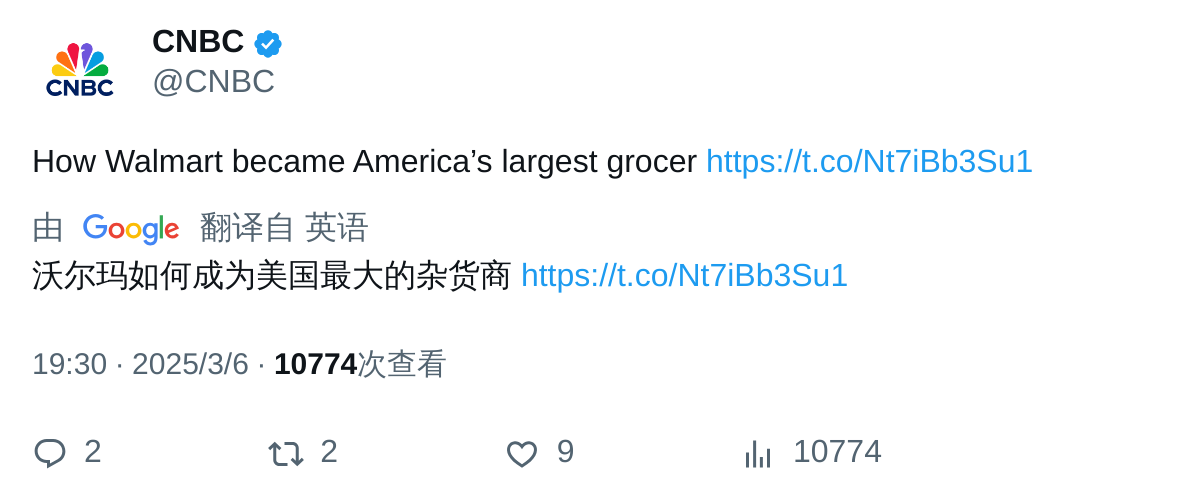 CNBC
CNBC
@CNBC
How Walmart became America’s largest grocer https://t.co/Nt7iBb3Su1
由 Google 翻译自 英语
沃尔玛如何成为美国最大的杂货商 https://t.co/Nt7iBb3Su1
19:30 · 2025/3/6 · 10774次查看
2 2 9 10774